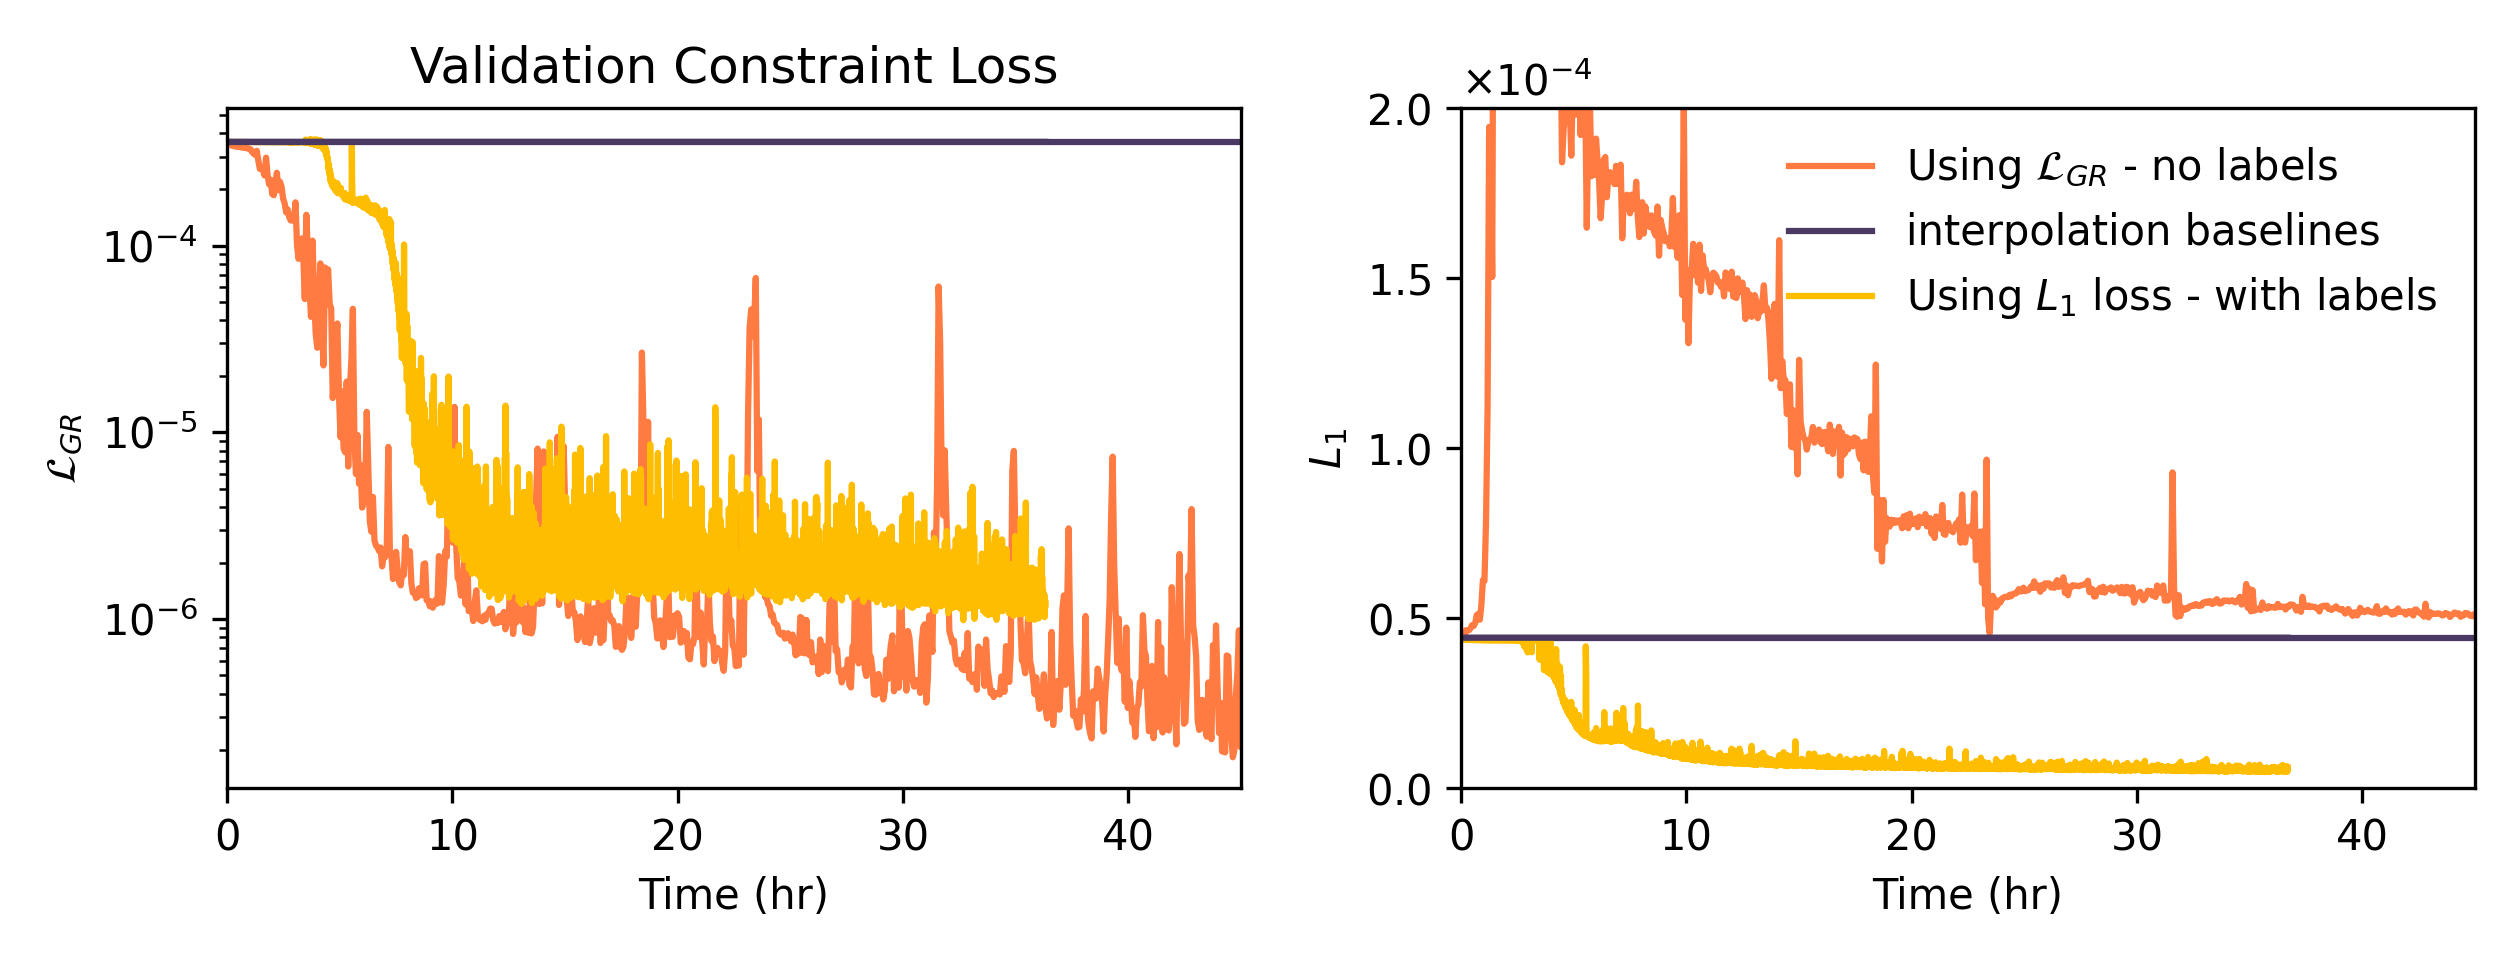 Validation Constraint Loss
10⁻⁴
10⁻⁵
10⁻⁶
ℒ_GR
0 10 20 30 40
Time (hr)
×10⁻⁴
2.0
1.5
1.0
0.5
0.0
L₁
Using ℒ_GR - no labels
interpolation baselines
Using L₁ loss - with labels
0 10 20 30 40
Time (hr)